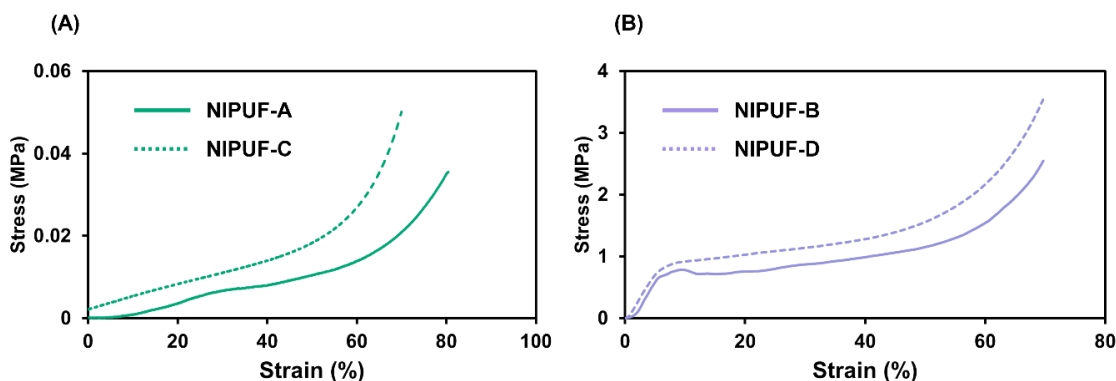 (A)
0.06
0.04
0.02
0
Stress (MPa)
NIPUF-A
NIPUF-C
0 20 40 60 80 100
Strain (%)
(B)
4
3
2
1
0
Stress (MPa)
NIPUF-B
NIPUF-D
0 20 40 60 80
Strain (%)